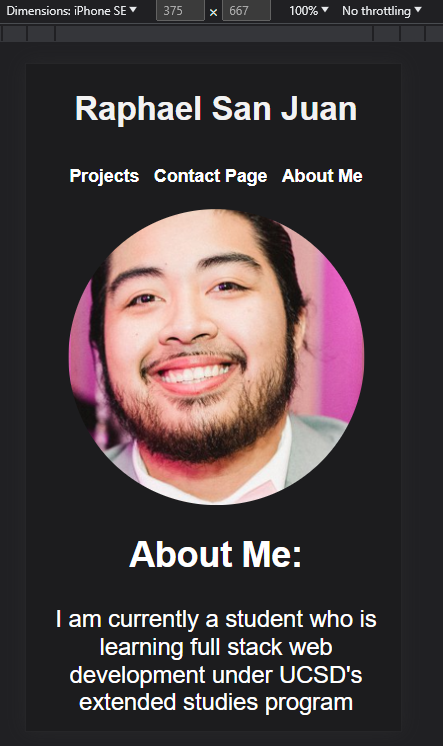 Dimensions: iPhone SE 375 × 667 100% No throttling
Raphael San Juan
Projects Contact Page About Me
About Me:
I am currently a student who is
learning full stack web
development under UCSD's
extended studies program